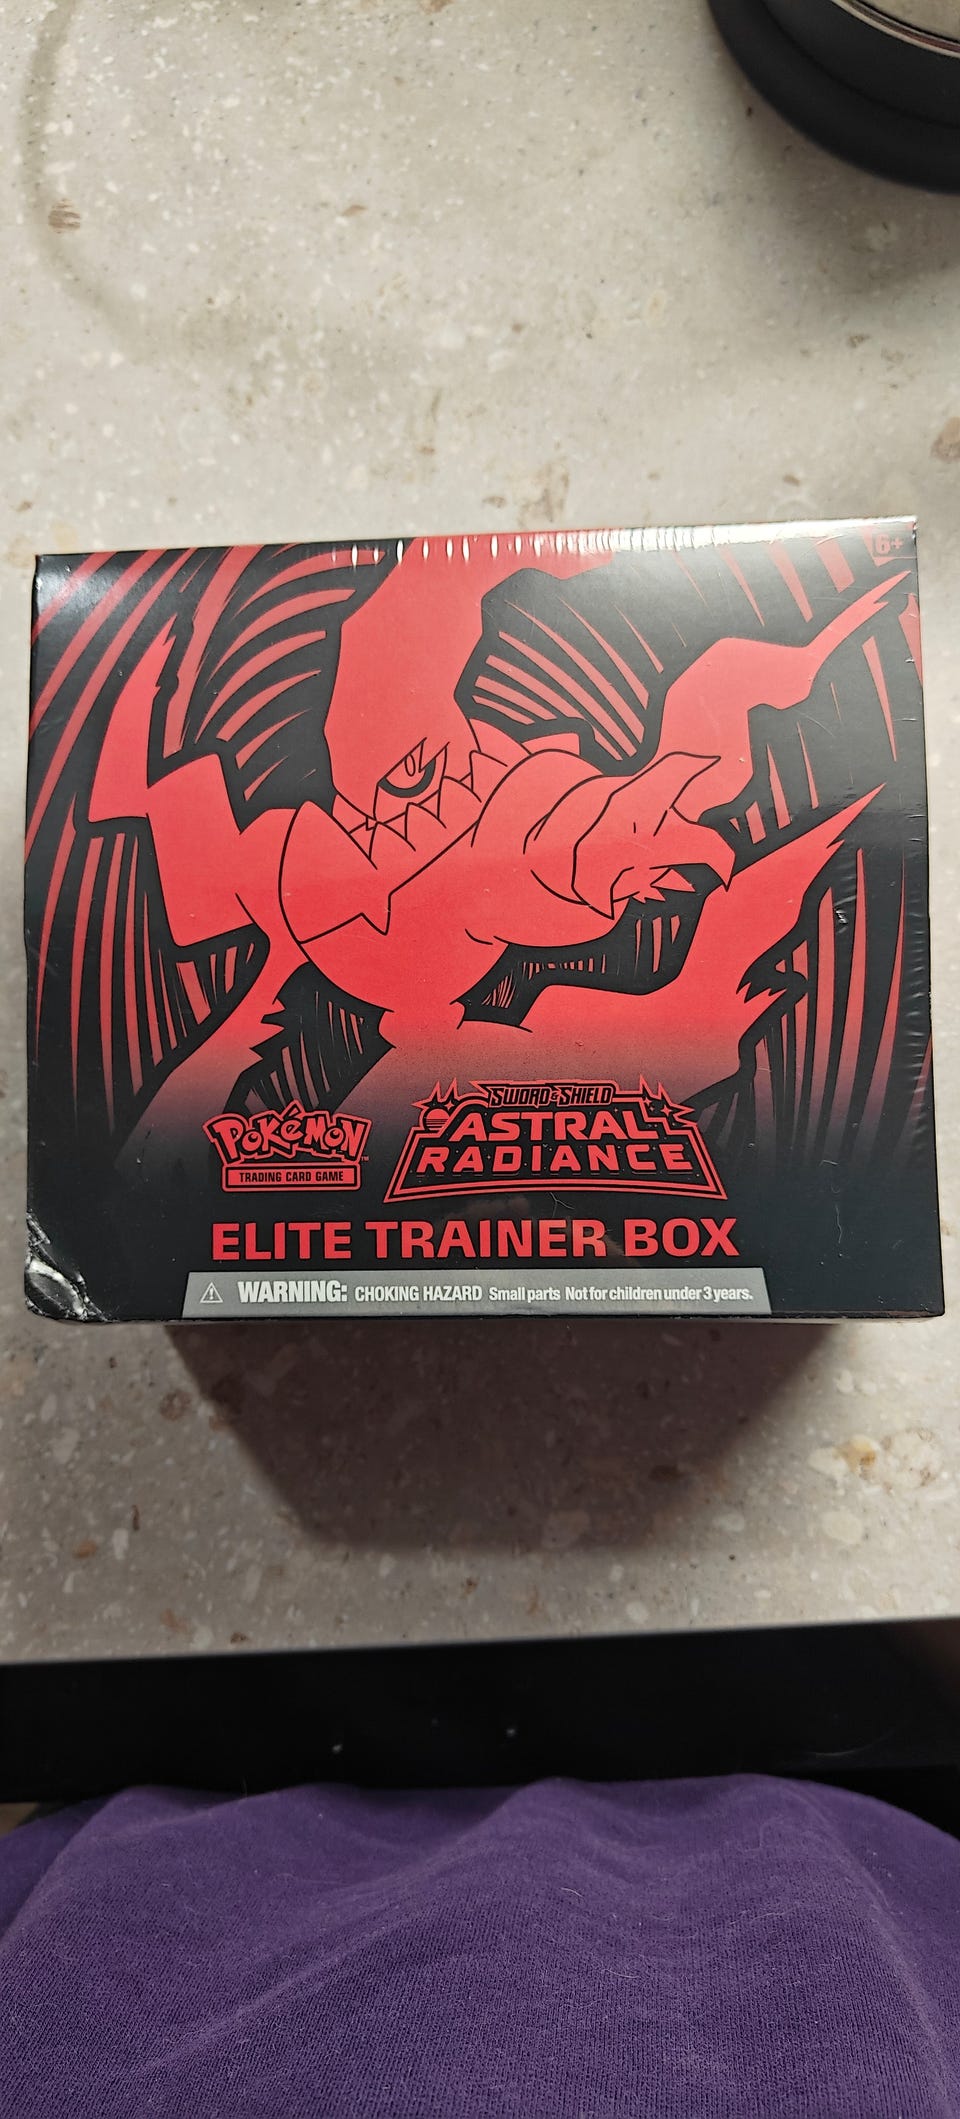 6+
SWORD & SHIELD
Pokémon™
ASTRAL
RADIANCE
TRADING CARD GAME
ELITE TRAINER BOX
WARNING: CHOKING HAZARD Small parts Not for children under 3 years.